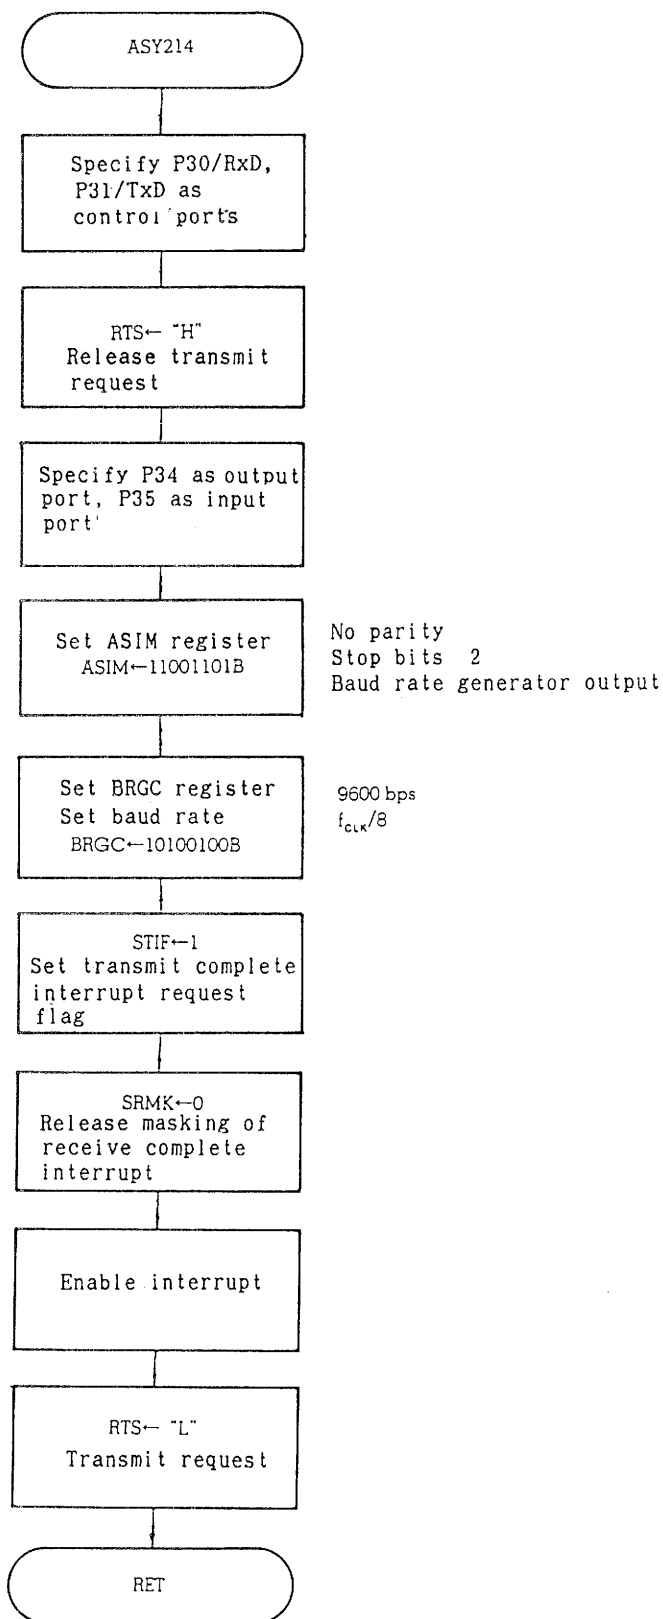 ASY214
Specify P30/RxD,
P31/TxD as
control ports
RTS← "H"
Release transmit
request
Specify P34 as output
port, P35 as input
port
Set ASIM register
ASIM←11001101B
No parity
Stop bits 2
Baud rate generator output
Set BRGC register
Set baud rate
BRGC←10100100B
9600 bps
fCLK/8
STIF←1
Set transmit complete
interrupt request
flag
SRMK←0
Release masking of
receive complete
interrupt
Enable interrupt
RTS← "L"
Transmit request
RET